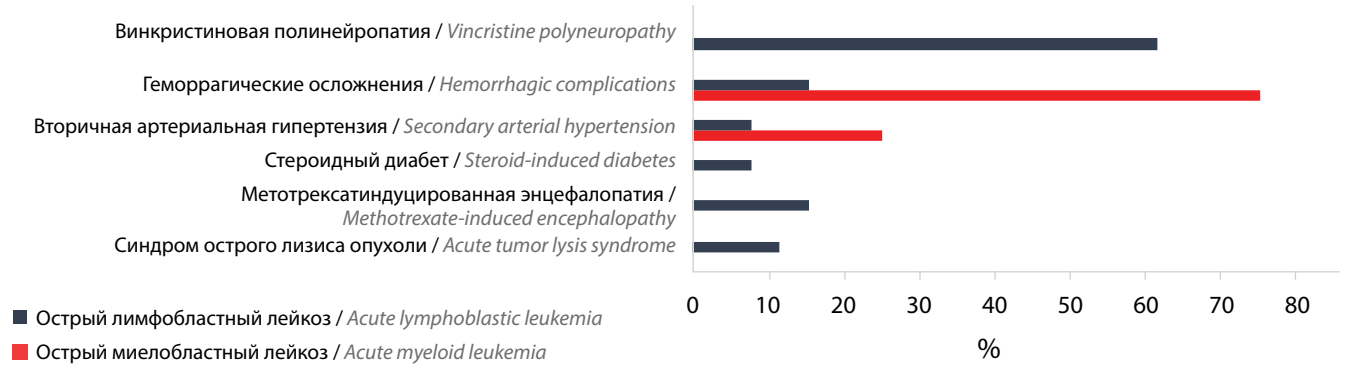 Винкристиновая полинейропатия / Vincristine polyneuropathy
Геморрагические осложнения / Hemorrhagic complications
Вторичная артериальная гипертензия / Secondary arterial hypertension
Стероидный диабет / Steroid-induced diabetes
Метотрексатиндуцированная энцефалопатия /
Methotrexate-induced encephalopathy
Синдром острого лизиса опухоли / Acute tumor lysis syndrome
0 10 20 30 40 50 60 70 80
%
Острый лимфобластный лейкоз / Acute lymphoblastic leukemia
Острый миелобластный лейкоз / Acute myeloid leukemia